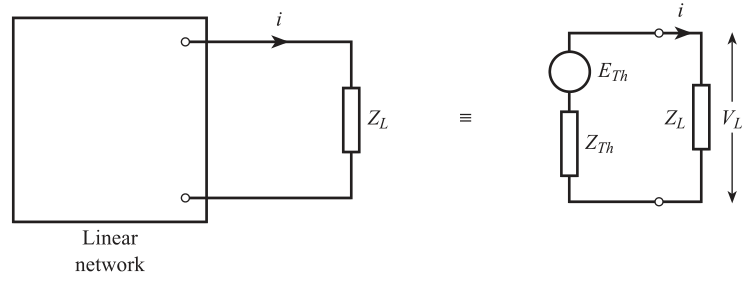 i
Z_L
Linear
network
≡
i
E_Th
Z_Th
Z_L
V_L